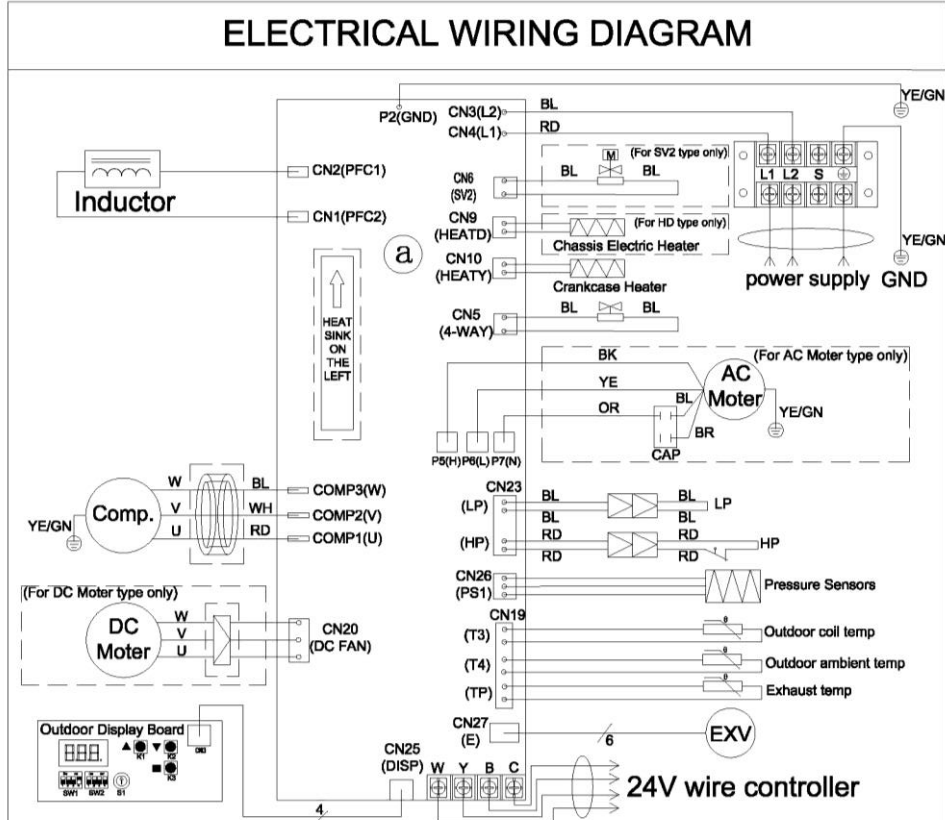 ELECTRICAL WIRING DIAGRAM
YE/GN
P2(GND)
CN3(L2)
BL
CN4(L1)
RD
CN2(PFC1)
Inductor
CN1(PFC2)
a
HEAT
SINK
ON
THE
LEFT
(For SV2 type only)
M
CN6
(SV2)
BL
BL
L1
L2
S
CN9
(HEATD)
(For HD type only)
Chassis Electric Heater
YE/GN
CN10
(HEATY)
Crankcase Heater
power supply
GND
CN5
(4-WAY)
BL
BL
(For AC Motor type only)
BK
YE
OR
BL
BR
CAP
AC
Moter
YE/GN
P5(H)
P6(L)
P7(N)
Comp.
YE/GN
W
V
U
BL
WH
RD
COMP3(W)
COMP2(V)
COMP1(U)
CN23
(LP)
BL
BL
BL
BL
LP
(HP)
RD
RD
RD
RD
HP
CN26
(PS1)
Pressure Sensors
(For DC Motor type only)
DC
Moter
W
V
U
CN20
(DC FAN)
CN19
(T3)
θ
Outdoor coil temp
(T4)
θ
Outdoor ambient temp
(TP)
θ
Exhaust temp
CN27
(E)
6
EXV
Outdoor Display Board
K1
K2
K3
SW1
SW2
S1
4
CN25
(DISP)
W
Y
B
C
24V wire controller